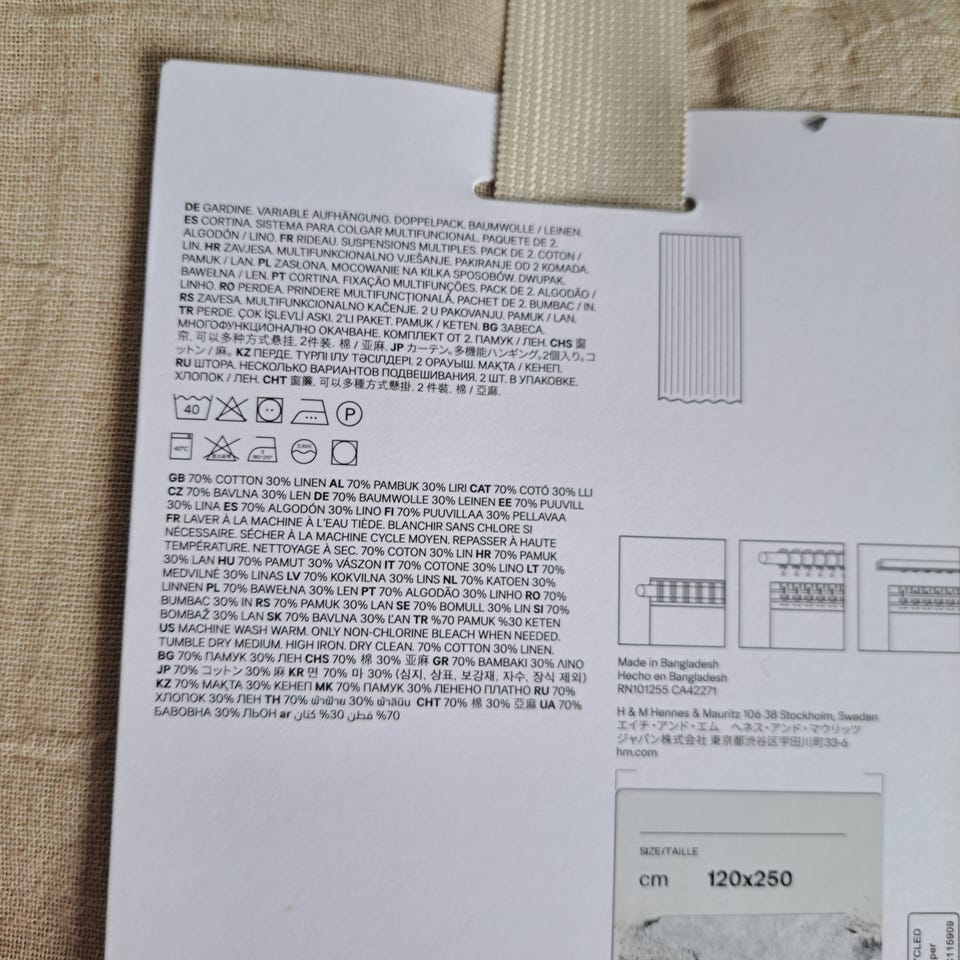 DE GARDINE. VARIABLE AUFHÄNGUNG. DOPPELPACK. BAUMWOLLE / LEINEN.
ES CORTINA. SISTEMA PARA COLGAR MULTIFUNCIONAL. PAQUETE DE 2.
ALGODÓN / LINO. FR RIDEAU. SUSPENSIONS MULTIPLES. PACK DE 2. COTON /
LIN. HR ZAVJESA. MULTIFUNKCIONALNO VJEŠANJE. PAKIRANJE OD 2 KOMADA.
PAMUK / LAN. PL ZASŁONA. MOCOWANIE NA KILKA SPOSOBÓW. DWUPAK.
BAWEŁNA / LEN. PT CORTINA. FIXAÇÃO MULTIFUNÇÕES. PACK DE 2. ALGODÃO /
LINHO. RO PERDEA. PRINDERE MULTIFUNCȚIONALĂ. PACHET DE 2. BUMBAC / IN.
RS ZAVESA. MULTIFUNKCIONALNO KAČENJE. 2 U PAKOVANJU. PAMUK / LAN.
TR PERDE. ÇOK İŞLEVLİ ASKI. 2'Lİ PAKET. PAMUK / KETEN. BG ЗАВЕСА.
МНОГОФУНКЦИОНАЛНО ОКАЧВАНЕ. КОМПЛЕКТ ОТ 2. ПАМУК / ЛЕН. CHS 窗
帘. 可以多种方式悬挂. 2件装. 棉 / 亚麻. JP カーテン。多機能ハンギング。2個入り。コ
ットン / 麻。 KZ ПЕРДЕ. ТҮРЛІ ІЛУ ТӘСІЛДЕРІ. 2 ОРАУЫШ. МАҚТА / КЕНЕП.
RU ШТОРА. НЕСКОЛЬКО ВАРИАНТОВ ПОДВЕШИВАНИЯ. 2 ШТ. В УПАКОВКЕ.
ХЛОПОК / ЛЕН. CHT 窗簾. 可以多種方式懸掛. 2 件裝. 棉 / 亞麻.
40 P
40℃ 180~210℃
GB 70% COTTON 30% LINEN AL 70% PAMBUK 30% LIRI CAT 70% COTÓ 30% LLI
CZ 70% BAVLNA 30% LEN DE 70% BAUMWOLLE 30% LEINEN EE 70% PUUVILL
30% LINA ES 70% ALGODÓN 30% LINO FI 70% PUUVILLAA 30% PELLAVAA
FR LAVER À LA MACHINE À L'EAU TIÈDE. BLANCHIR SANS CHLORE SI
NÉCESSAIRE. SÉCHER À LA MACHINE CYCLE MOYEN. REPASSER À HAUTE
TEMPÉRATURE. NETTOYAGE À SEC. 70% COTON 30% LIN HR 70% PAMUK
30% LAN HU 70% PAMUT 30% VÁSZON IT 70% COTONE 30% LINO LT 70%
MEDVILNĖ 30% LINAS LV 70% KOKVILNA 30% LINS NL 70% KATOEN 30%
LINNEN PL 70% BAWEŁNA 30% LEN PT 70% ALGODÃO 30% LINHO RO 70%
BUMBAC 30% IN RS 70% PAMUK 30% LAN SE 70% BOMULL 30% LIN SI 70%
BOMBAŽ 30% LAN SK 70% BAVLNA 30% ĽAN TR %70 PAMUK %30 KETEN
US MACHINE WASH WARM. ONLY NON-CHLORINE BLEACH WHEN NEEDED.
TUMBLE DRY MEDIUM. HIGH IRON. DRY CLEAN. 70% COTTON 30% LINEN.
BG 70% ПАМУК 30% ЛЕН CHS 70% 棉 30% 亚麻 GR 70% ΒΑΜΒΑΚΙ 30% ΛΙΝΟ
JP 70% コットン 30% 麻 KR 면 70% 마 30% (심지, 상표, 보강재, 자수, 장식 제외)
KZ 70% МАҚТА 30% КЕНЕП MK 70% ПАМУК 30% ЛЕНЕНО ПЛАТНО RU 70%
ХЛОПОК 30% ЛЕН TH 70% ผ้าฝ้าย 30% ผ้าลินิน CHT 70% 棉 30% 亞麻 UA 70%
БАВОВНА 30% ЛЬОН ar 70% قطن 30% كتان
Made in Bangladesh
Hecho en Bangladesh
RN101255 CA42271
H & M Hennes & Mauritz 106 38 Stockholm, Sweden
エイチ・アンド・エム ヘネス・アンド・マウリッツ
ジャパン株式会社 東京都渋谷区宇田川町33-6
hm.com
SIZE/TAILLE
cm 120x250